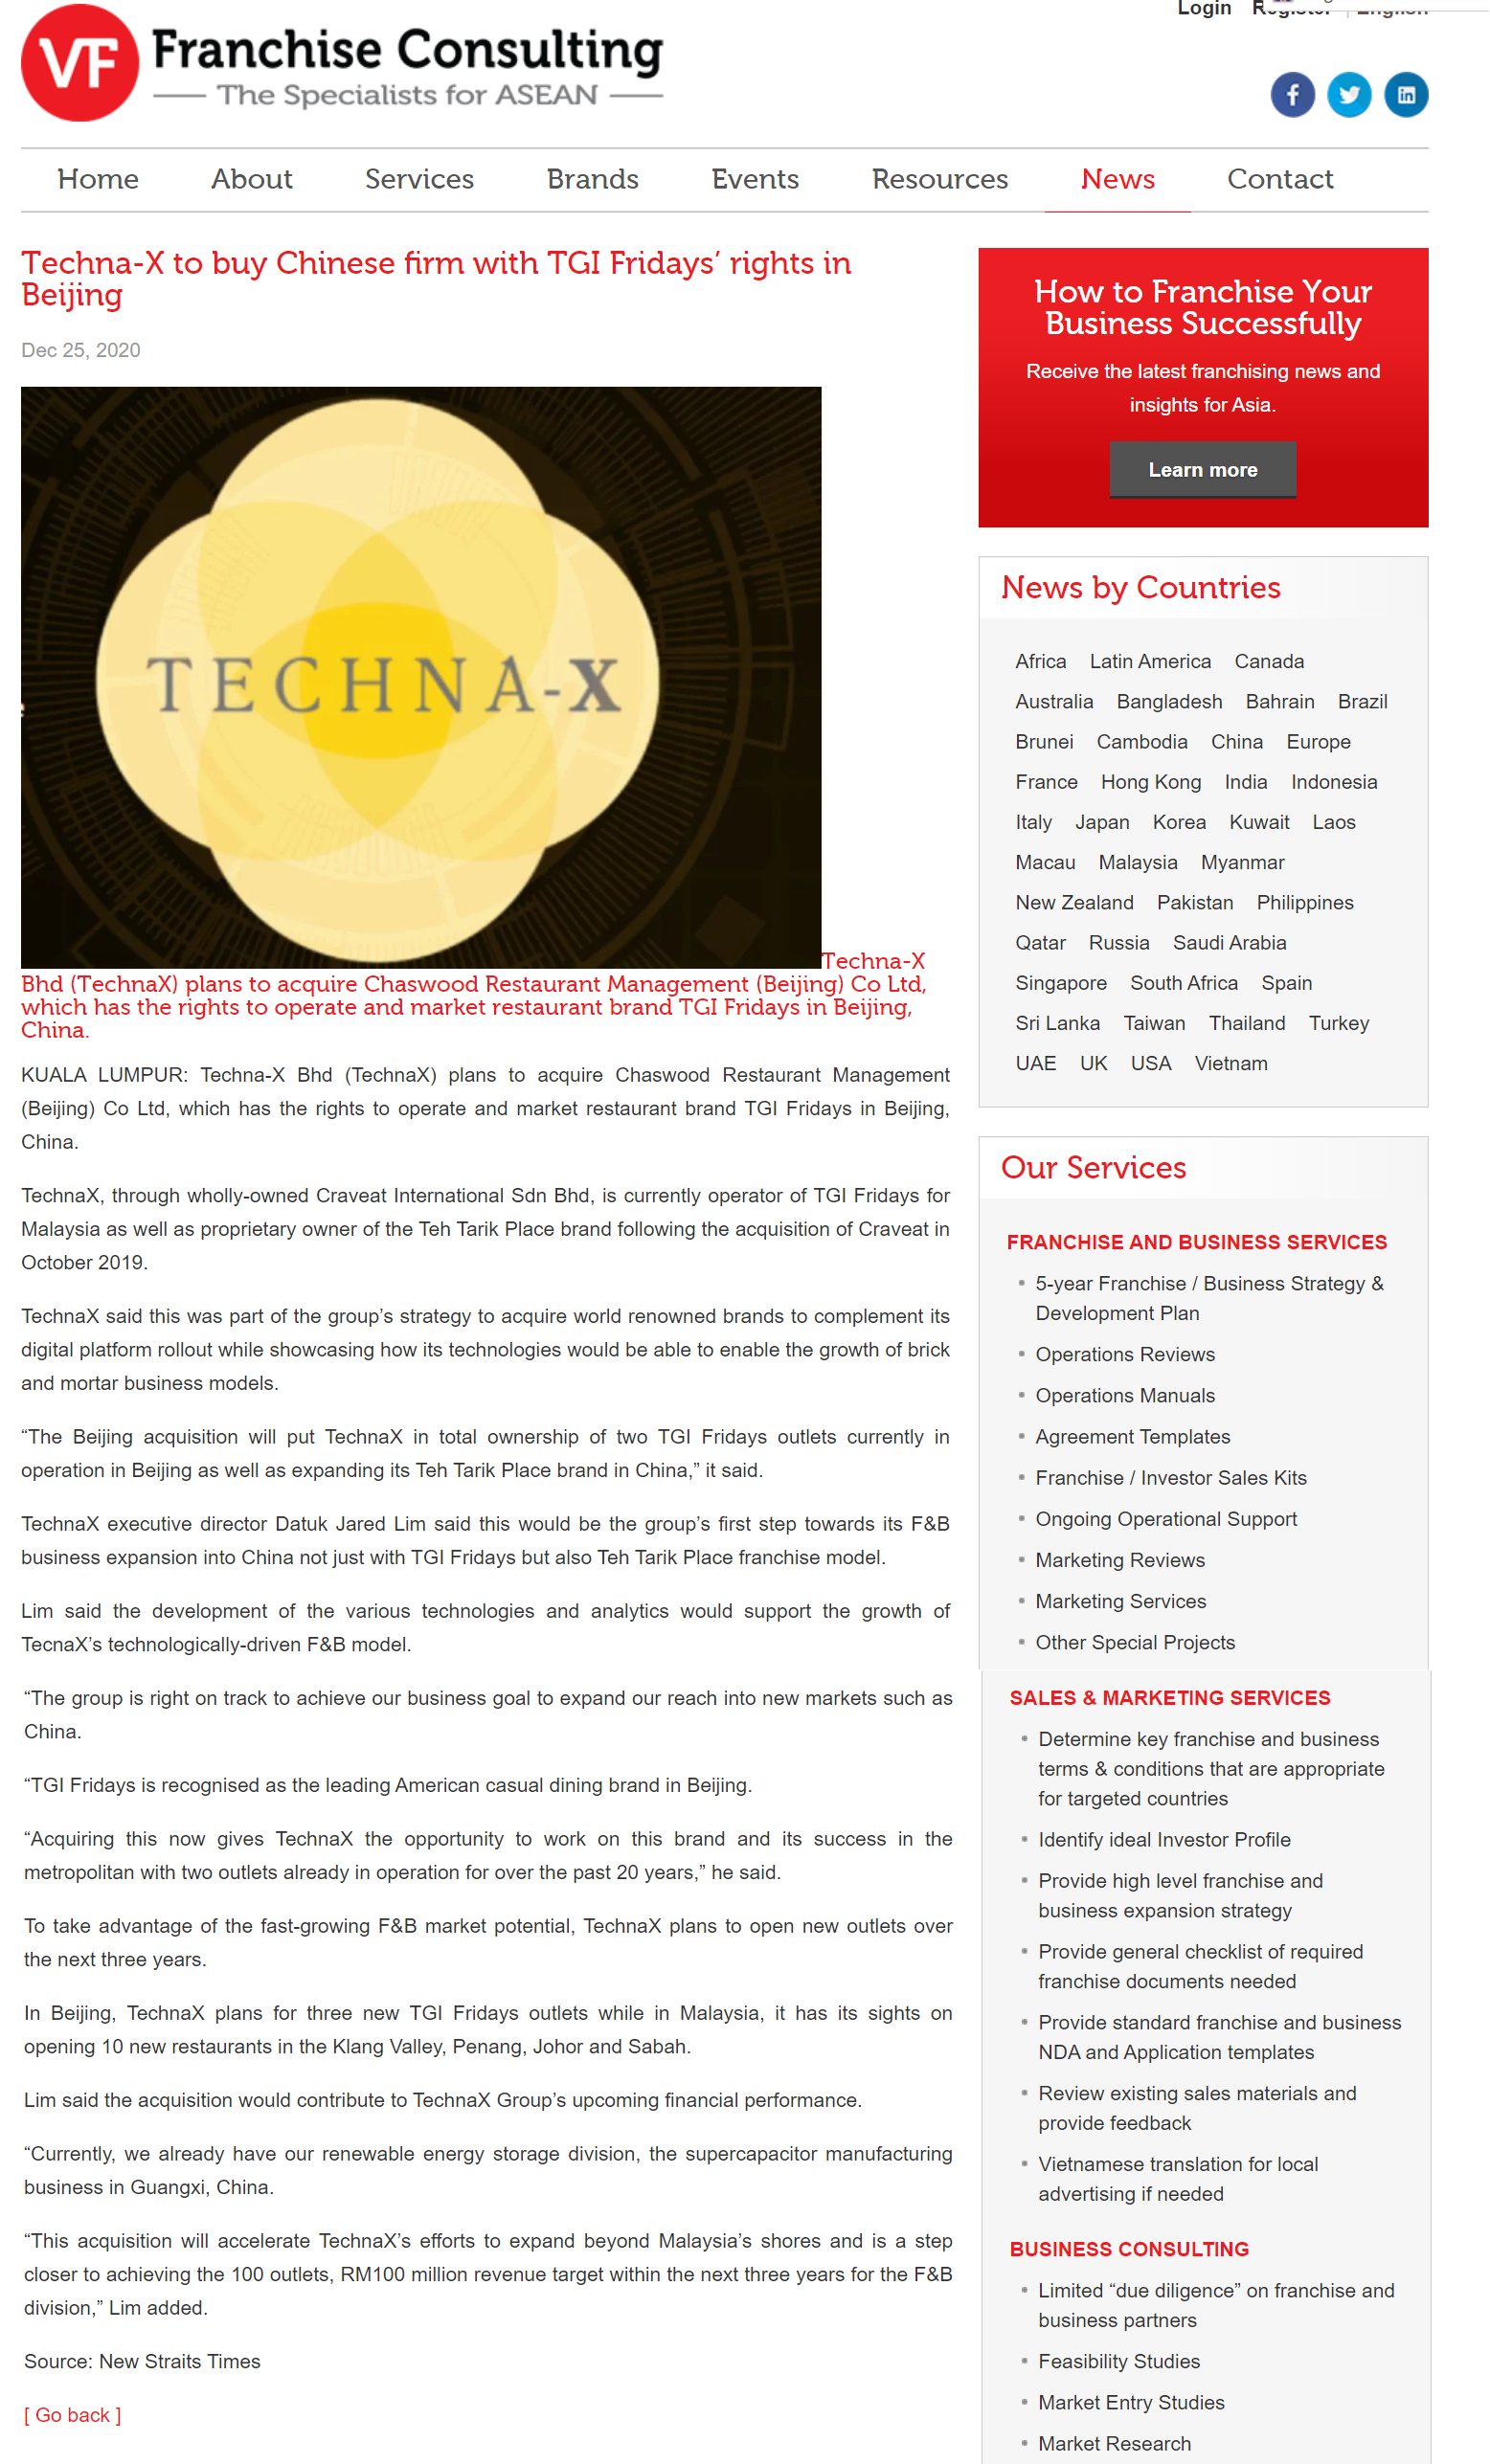 Login
VF
Franchise Consulting
The Specialists for ASEAN
Home About Services Brands Events Resources News Contact
Techna-X to buy Chinese firm with TGI Fridays’ rights in
Beijing
Dec 25, 2020
TECHNA-X
Techna-X
Bhd (TechnaX) plans to acquire Chaswood Restaurant Management (Beijing) Co Ltd,
which has the rights to operate and market restaurant brand TGI Fridays in Beijing,
China.
KUALA LUMPUR: Techna-X Bhd (TechnaX) plans to acquire Chaswood Restaurant Management
(Beijing) Co Ltd, which has the rights to operate and market restaurant brand TGI Fridays in Beijing,
China.
TechnaX, through wholly-owned Craveat International Sdn Bhd, is currently operator of TGI Fridays for
Malaysia as well as proprietary owner of the Teh Tarik Place brand following the acquisition of Craveat in
October 2019.
TechnaX said this was part of the group’s strategy to acquire world renowned brands to complement its
digital platform rollout while showcasing how its technologies would be able to enable the growth of brick
and mortar business models.
“The Beijing acquisition will put TechnaX in total ownership of two TGI Fridays outlets currently in
operation in Beijing as well as expanding its Teh Tarik Place brand in China,” it said.
TechnaX executive director Datuk Jared Lim said this would be the group’s first step towards its F&B
business expansion into China not just with TGI Fridays but also Teh Tarik Place franchise model.
Lim said the development of the various technologies and analytics would support the growth of
TecnaX’s technologically-driven F&B model.
“The group is right on track to achieve our business goal to expand our reach into new markets such as
China.
“TGI Fridays is recognised as the leading American casual dining brand in Beijing.
“Acquiring this now gives TechnaX the opportunity to work on this brand and its success in the
metropolitan with two outlets already in operation for over the past 20 years,” he said.
To take advantage of the fast-growing F&B market potential, TechnaX plans to open new outlets over
the next three years.
In Beijing, TechnaX plans for three new TGI Fridays outlets while in Malaysia, it has its sights on
opening 10 new restaurants in the Klang Valley, Penang, Johor and Sabah.
Lim said the acquisition would contribute to TechnaX Group’s upcoming financial performance.
“Currently, we already have our renewable energy storage division, the supercapacitor manufacturing
business in Guangxi, China.
“This acquisition will accelerate TechnaX’s efforts to expand beyond Malaysia’s shores and is a step
closer to achieving the 100 outlets, RM100 million revenue target within the next three years for the F&B
division,” Lim added.
Source: New Straits Times
[ Go back ]
How to Franchise Your
Business Successfully
Receive the latest franchising news and
insights for Asia.
Learn more
News by Countries
Africa Latin America Canada
Australia Bangladesh Bahrain Brazil
Brunei Cambodia China Europe
France Hong Kong India Indonesia
Italy Japan Korea Kuwait Laos
Macau Malaysia Myanmar
New Zealand Pakistan Philippines
Qatar Russia Saudi Arabia
Singapore South Africa Spain
Sri Lanka Taiwan Thailand Turkey
UAE UK USA Vietnam
Our Services
FRANCHISE AND BUSINESS SERVICES
5-year Franchise / Business Strategy &
Development Plan
Operations Reviews
Operations Manuals
Agreement Templates
Franchise / Investor Sales Kits
Ongoing Operational Support
Marketing Reviews
Marketing Services
Other Special Projects
SALES & MARKETING SERVICES
Determine key franchise and business
terms & conditions that are appropriate
for targeted countries
Identify ideal Investor Profile
Provide high level franchise and
business expansion strategy
Provide general checklist of required
franchise documents needed
Provide standard franchise and business
NDA and Application templates
Review existing sales materials and
provide feedback
Vietnamese translation for local
advertising if needed
BUSINESS CONSULTING
Limited “due diligence” on franchise and
business partners
Feasibility Studies
Market Entry Studies
Market Research